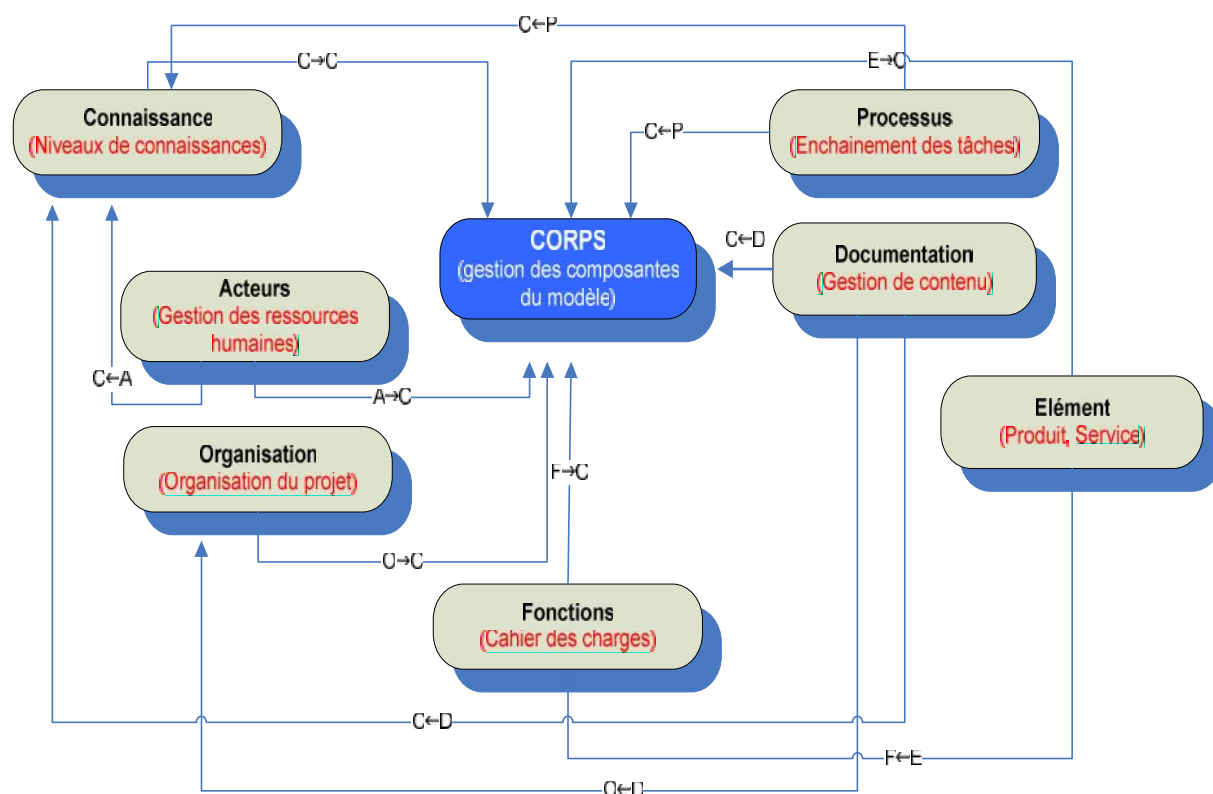 C←P
C→C
E→C
Connaissance
(Niveaux de connaissances)
Processus
(Enchainement des tâches)
C←P
CORPS
(gestion des composantes
du modèle)
C←D
Documentation
(Gestion de contenu)
Acteurs
(Gestion des ressources
humaines)
C←A
A→C
Elément
(Produit, Service)
Organisation
(Organisation du projet)
F→C
O→C
Fonctions
(Cahier des charges)
C←D
F←E
O←D